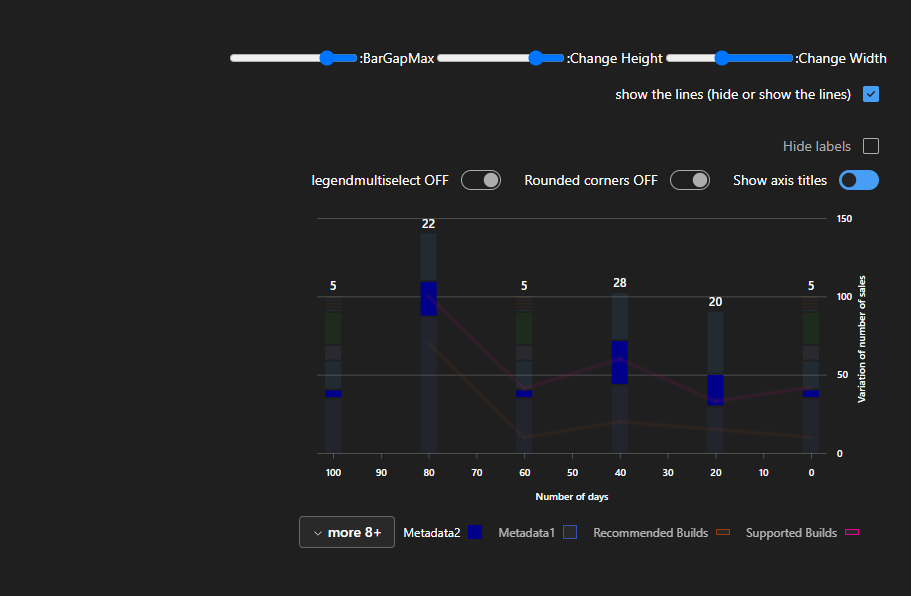 :BarGapMax :Change Height :Change Width
show the lines (hide or show the lines)
Hide labels
legendmultiselect OFF Rounded corners OFF Show axis titles
150
22
5 5 28 20 5
100
50
0
Variation of number of sales
100 90 80 70 60 50 40 30 20 10 0
Number of days
more 8+ Metadata2 Metadata1 Recommended Builds Supported Builds